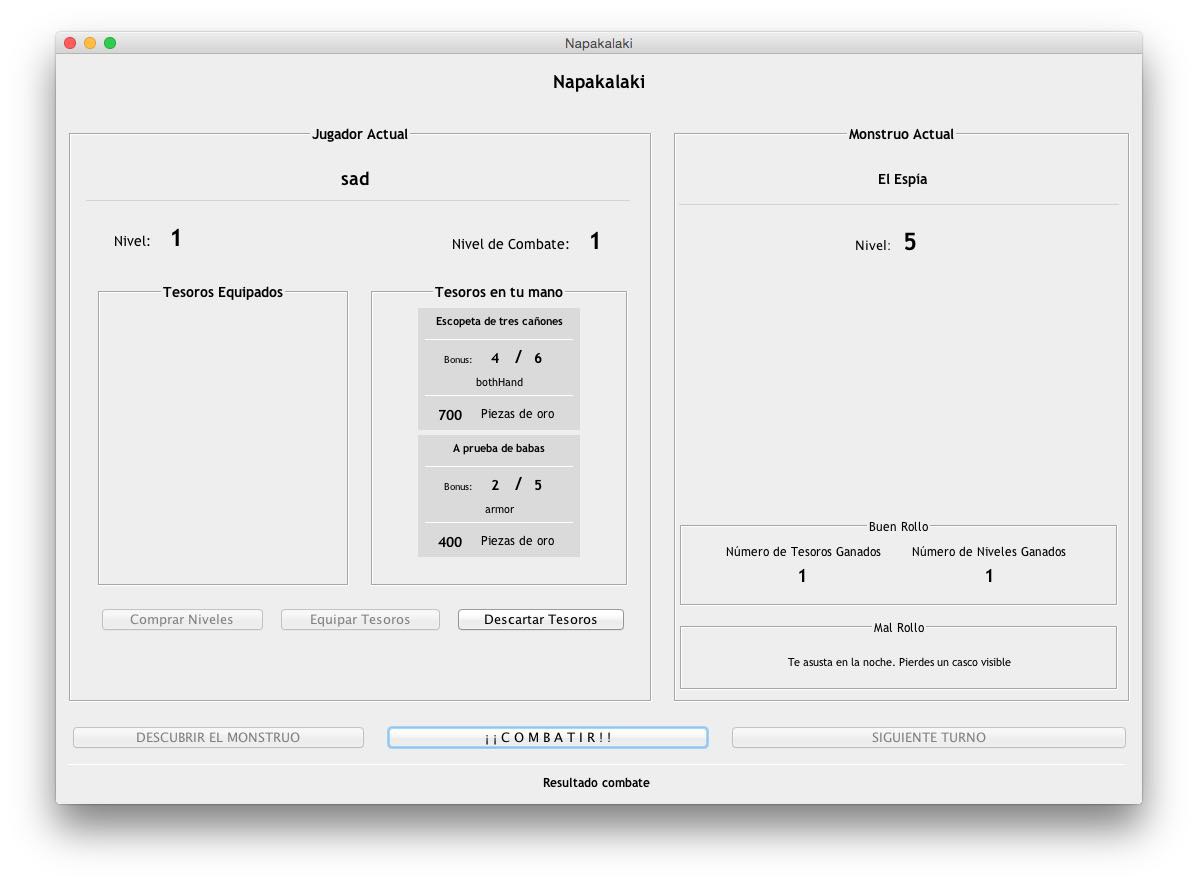 Napakalaki
Napakalaki
Jugador Actual
sad
Nivel: 1
Nivel de Combate: 1
Tesoros Equipados
Tesoros en tu mano
Escopeta de tres cañones
Bonus: 4 / 6
bothHand
700 Piezas de oro
A prueba de babas
Bonus: 2 / 5
armor
400 Piezas de oro
Comprar Niveles
Equipar Tesoros
Descartar Tesoros
Monstruo Actual
El Espía
Nivel: 5
Buen Rollo
Número de Tesoros Ganados
1
Número de Niveles Ganados
1
Mal Rollo
Te asusta en la noche. Pierdes un casco visible
DESCUBRIR EL MONSTRUO
¡¡COMBATIR!!
SIGUIENTE TURNO
Resultado combate